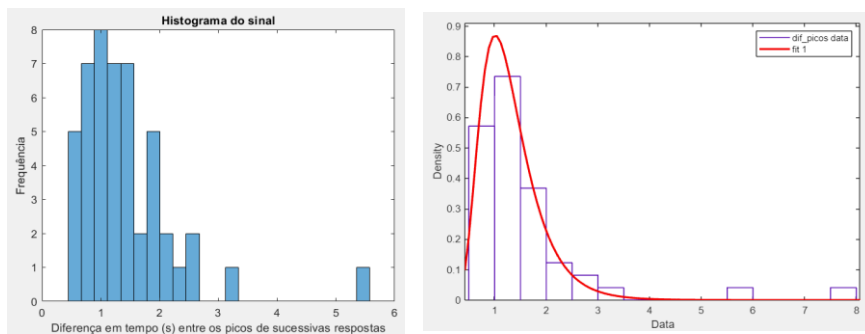 Histograma do sinal
8
7
6
5
4
3
2
1
0
Frequência
0 1 2 3 4 5 6
Diferença em tempo (s) entre os picos de sucessivas respostas
0.9
0.8
0.7
0.6
0.5
0.4
0.3
0.2
0.1
0
Density
dif_picos data
fit 1
1 2 3 4 5 6 7 8
Data